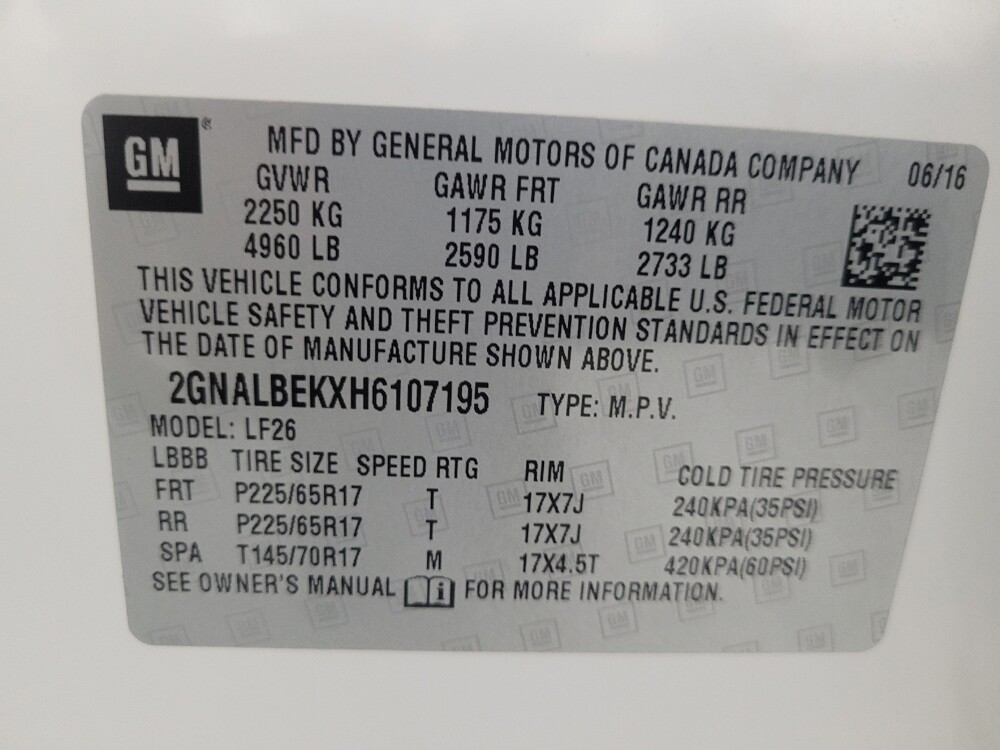 GM®
MFD BY GENERAL MOTORS OF CANADA COMPANY 06/16
GVWR GAWR FRT GAWR RR
2250 KG 1175 KG 1240 KG
4960 LB 2590 LB 2733 LB
THIS VEHICLE CONFORMS TO ALL APPLICABLE U.S. FEDERAL MOTOR
VEHICLE SAFETY AND THEFT PREVENTION STANDARDS IN EFFECT ON
THE DATE OF MANUFACTURE SHOWN ABOVE.
2GNALBEKXH6107195 TYPE: M.P.V.
MODEL: LF26
LBBB TIRE SIZE SPEED RTG RIM COLD TIRE PRESSURE
FRT P225/65R17 T 17X7J 240KPA(35PSI)
RR P225/65R17 T 17X7J 240KPA(35PSI)
SPA T145/70R17 M 17X4.5T 420KPA(60PSI)
SEE OWNER'S MANUAL i FOR MORE INFORMATION.